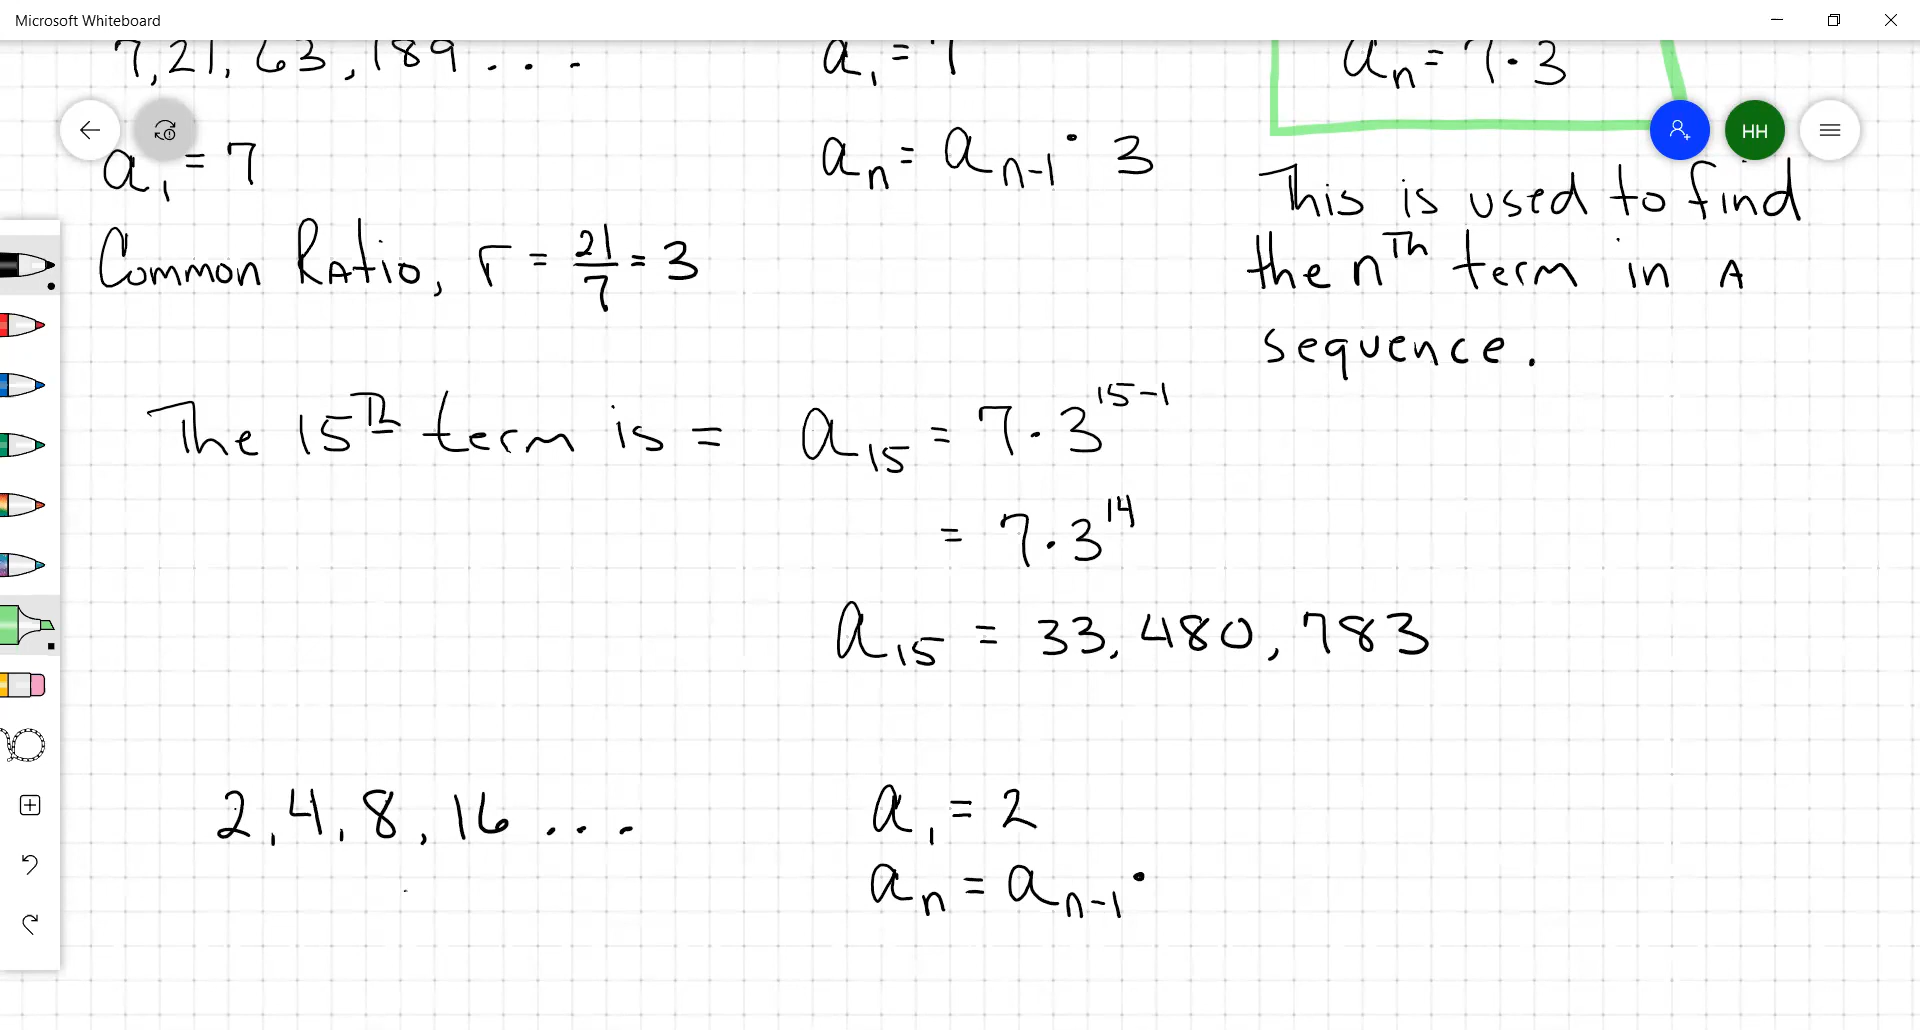 Microsoft Whiteboard
7, 21, 63, 189 . . .
a₁ = 7
aₙ = 7 · 3
HH
a₁ = 7
aₙ = aₙ₋₁ · 3
This is used to find
the nᵀʰ term in A
sequence.
Common Ratio, r = 21/7 = 3
The 15ᵀʰ term is = a₁₅ = 7 · 3¹⁵⁻¹
= 7 · 3¹⁴
a₁₅ = 33,480,783
2, 4, 8, 16 . . .
a₁ = 2
aₙ = aₙ₋₁ ·